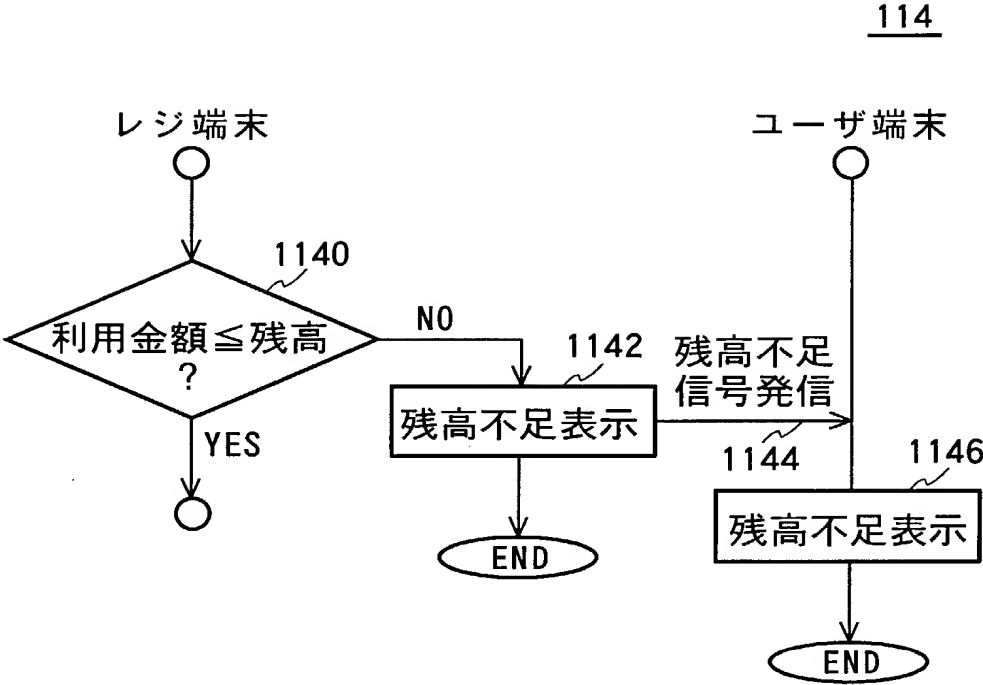 114
レジ端末
ユーザ端末
1140
利用金額≦残高
?
NO
YES
1142
残高不足表示
残高不足
信号発信
1144
1146
残高不足表示
END
END